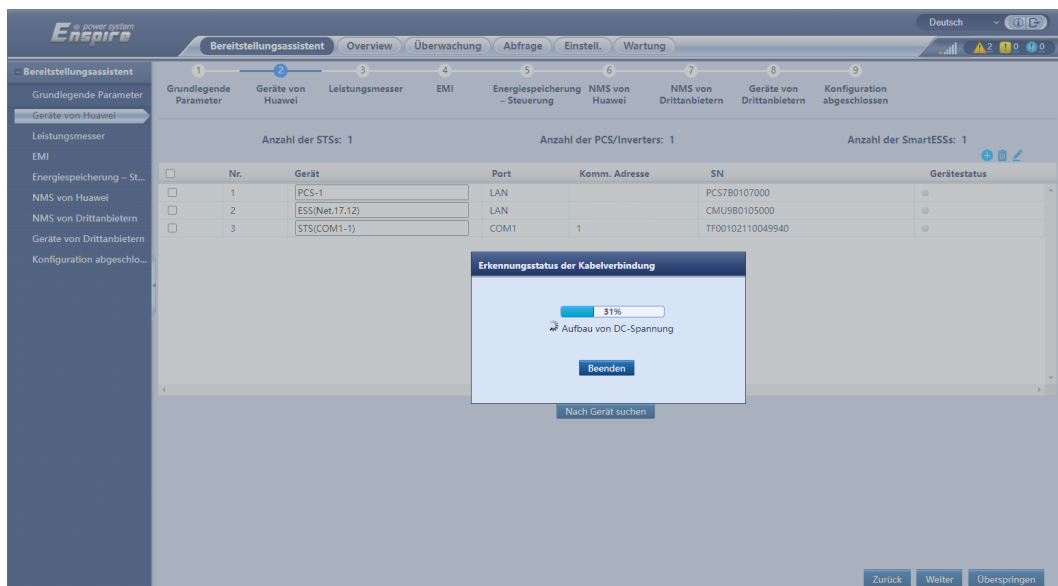 e power system
Enspire
Deutsch
Bereitstellungsassistent Overview Überwachung Abfrage Einstell. Wartung
2 0 0
Bereitstellungsassistent
Grundlegende Parameter
Geräte von Huawei
Leistungsmesser
EMI
Energiespeicherung – St...
NMS von Huawei
NMS von Drittanbietern
Geräte von Drittanbietern
Konfiguration abgeschlo...
1 2 3 4 5 6 7 8 9
Grundlegende Parameter
Geräte von Huawei
Leistungsmesser
EMI
Energiespeicherung – Steuerung
NMS von Huawei
NMS von Drittanbietern
Geräte von Drittanbietern
Konfiguration abgeschlossen
Anzahl der STSs: 1 Anzahl der PCS/Inverters: 1 Anzahl der SmartESSs: 1
Nr. Gerät Port Komm. Adresse SN Gerätestatus
1 PCS-1 LAN PCS7B0107000
2 ESS(Net.17.12) LAN CMU9B0105000
3 STS(COM1-1) COM1 1 TF00102110049940
Erkennungsstatus der Kabelverbindung
31%
Aufbau von DC-Spannung
Beenden
Nach Gerät suchen
Zurück Weiter Überspringen